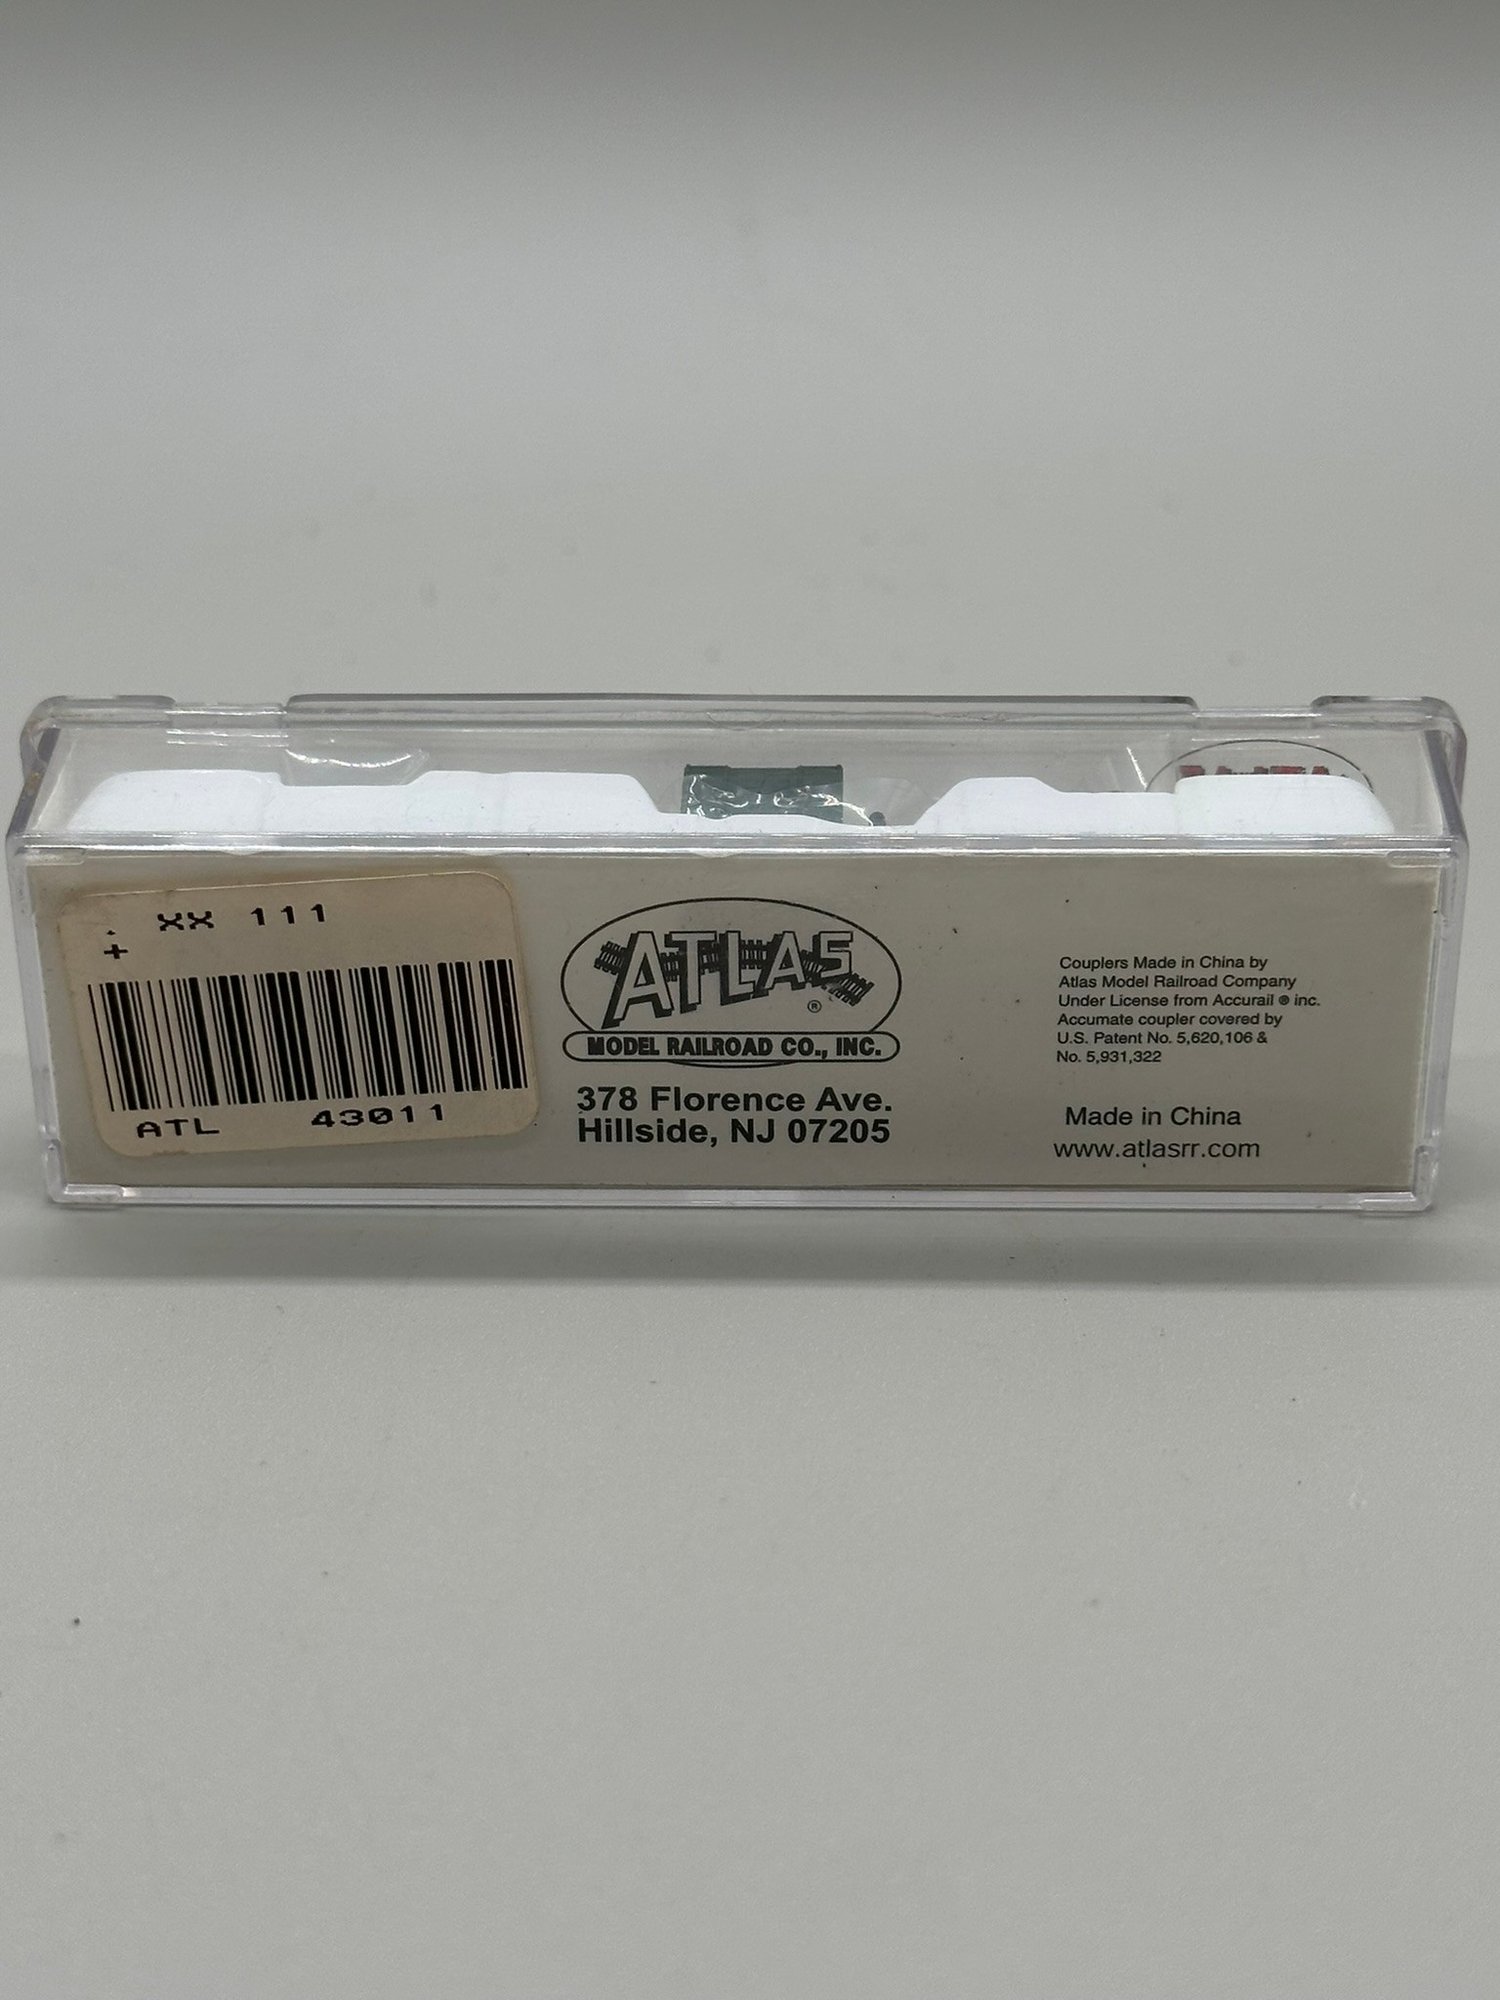 XX 111
+
ATL 43011
ATLAS
®
MODEL RAILROAD CO., INC.
378 Florence Ave.
Hillside, NJ 07205
Couplers Made in China by
Atlas Model Railroad Company
Under License from Accurail ® inc.
Accumate coupler covered by
U.S. Patent No. 5,620,106 &
No. 5,931,322
Made in China
www.atlasrr.com